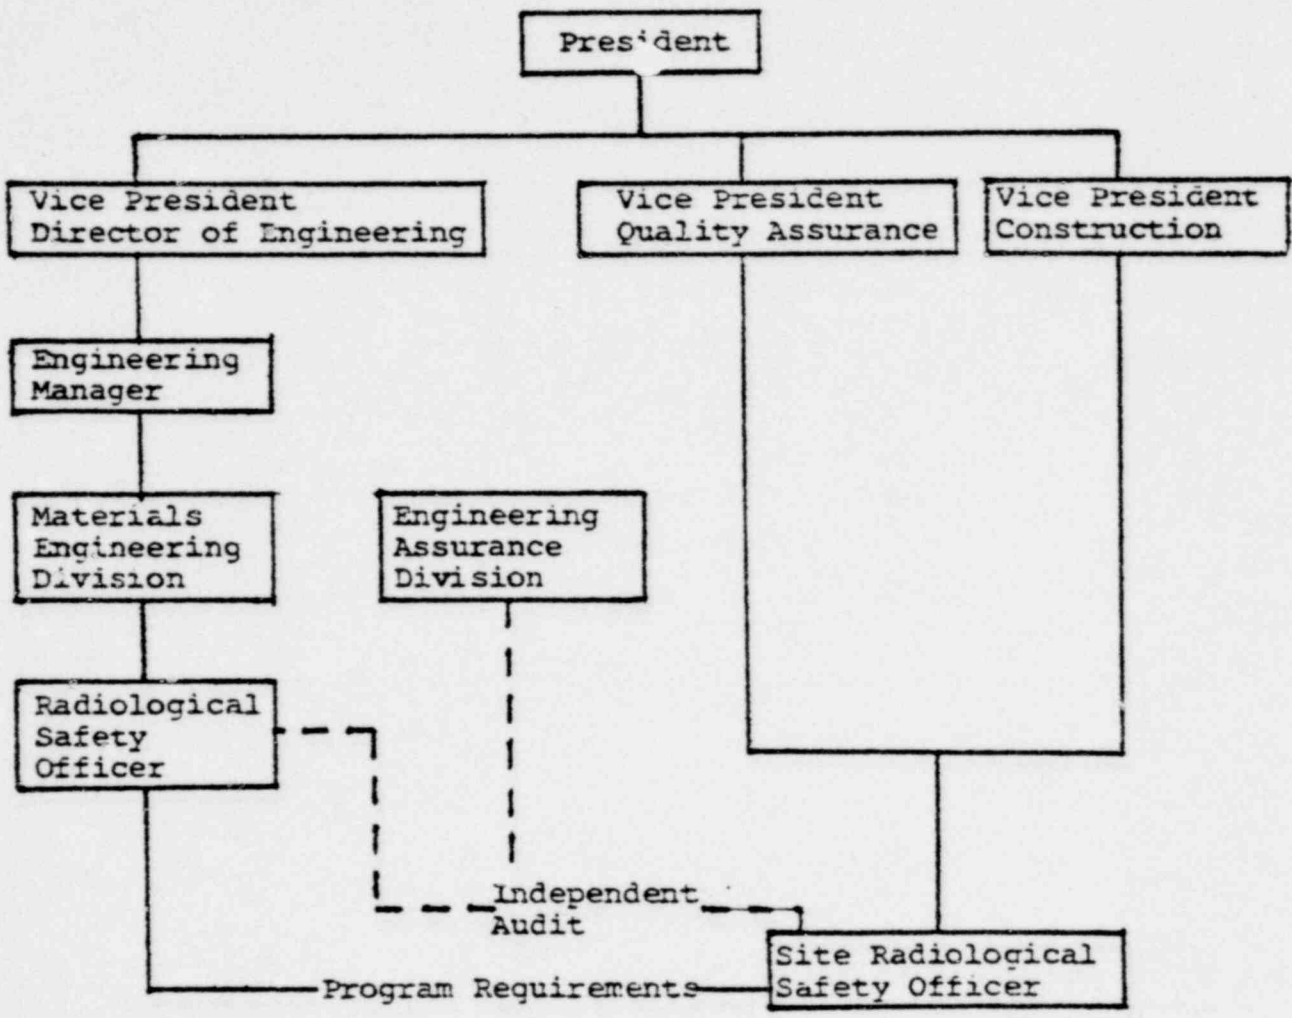 President
Vice President
Director of Engineering
Vice President
Quality Assurance
Vice President
Construction
Engineering
Manager
Materials
Engineering
Division
Engineering
Assurance
Division
Radiological
Safety
Officer
Independent
Audit
Site Radiological
Safety Officer
Program Requirements